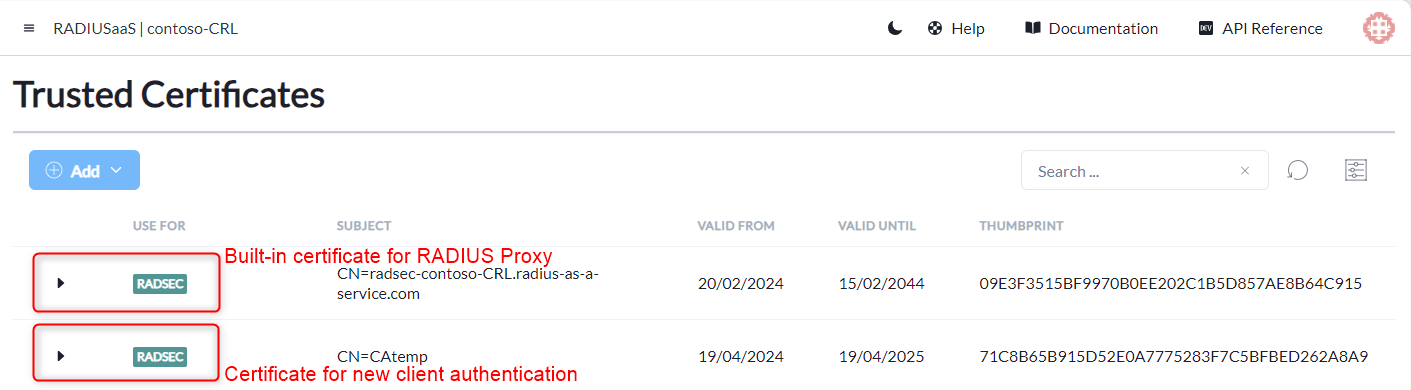 RADIUSaaS | contoso-CRL
Help
Documentation
DEV
API Reference
Trusted Certificates
Add
Search ...
USE FOR SUBJECT VALID FROM VALID UNTIL THUMBPRINT
Built-in certificate for RADIUS Proxy
RADSEC CN=radsec-contoso-CRL.radius-as-a-
service.com 20/02/2024 15/02/2044 09E3F3515BF9970B0EE202C1B5D857AE8B64C915
RADSEC CN=CAtemp 19/04/2024 19/04/2025 71C8B65B915D52E0A7775283F7C5BFBED262A8A9
Certificate for new client authentication